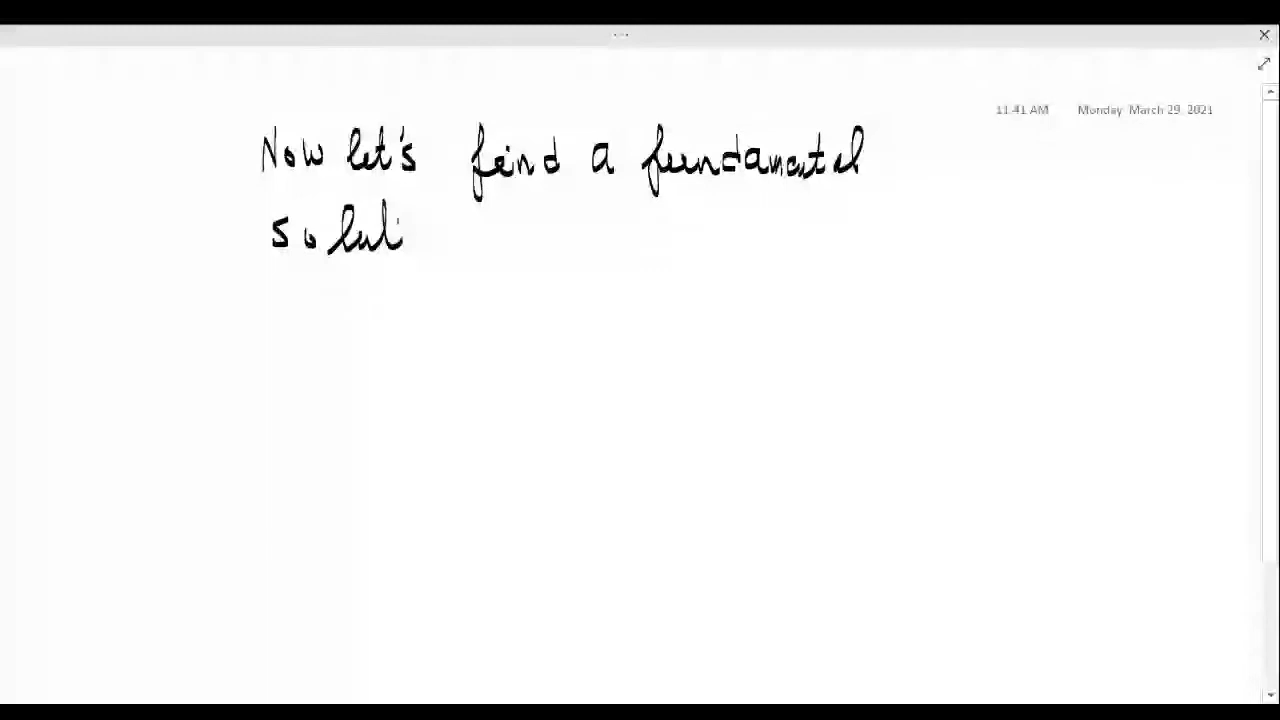 11:41 AM Monday, March 29, 2021
Now let's find a fundamental
soluti